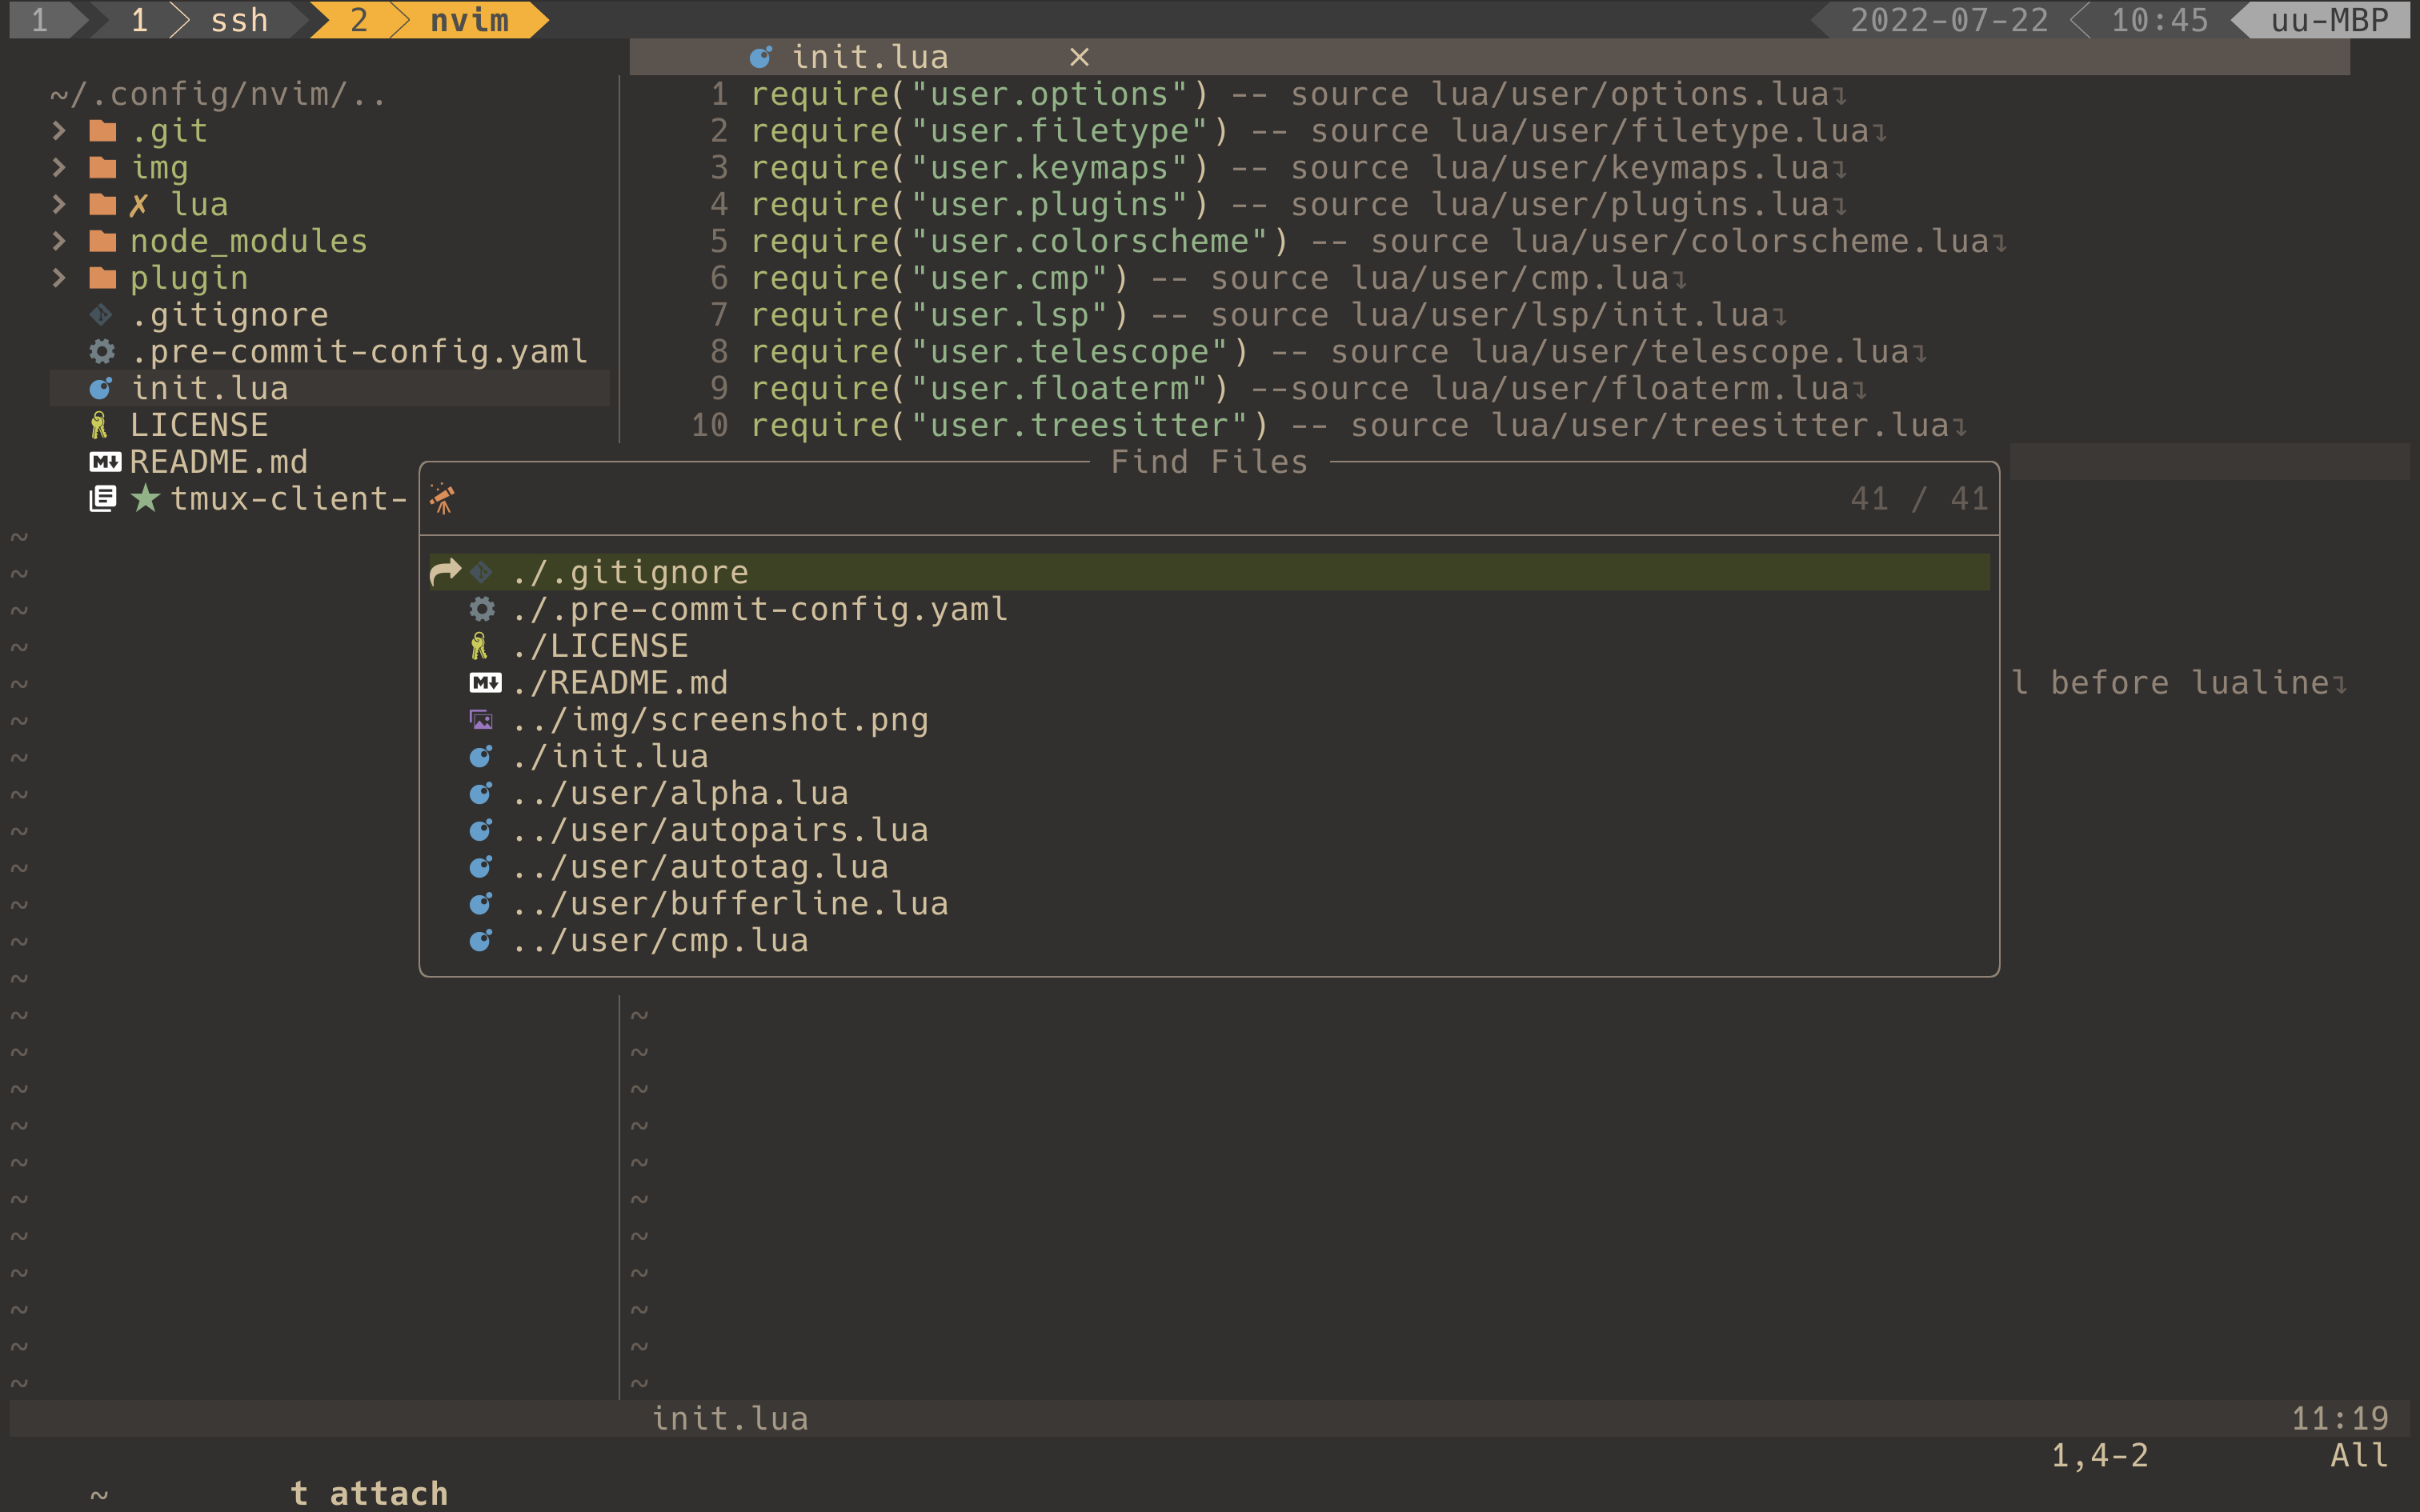 1 1 ssh 2 nvim 2022-07-22 10:45 uu-MBP
init.lua ×
~/.config/nvim/..
.git
img
✗ lua
node_modules
plugin
.gitignore
.pre-commit-config.yaml
init.lua
LICENSE
README.md
★ tmux-client-
1 require("user.options") -- source lua/user/options.lua↴
2 require("user.filetype") -- source lua/user/filetype.lua↴
3 require("user.keymaps") -- source lua/user/keymaps.lua↴
4 require("user.plugins") -- source lua/user/plugins.lua↴
5 require("user.colorscheme") -- source lua/user/colorscheme.lua↴
6 require("user.cmp") -- source lua/user/cmp.lua↴
7 require("user.lsp") -- source lua/user/lsp/init.lua↴
8 require("user.telescope") -- source lua/user/telescope.lua↴
9 require("user.floaterm") --source lua/user/floaterm.lua↴
10 require("user.treesitter") -- source lua/user/treesitter.lua↴
Find Files
41 / 41
./.gitignore
./.pre-commit-config.yaml
./LICENSE
./README.md
../img/screenshot.png
./init.lua
../user/alpha.lua
../user/autopairs.lua
../user/autotag.lua
../user/bufferline.lua
../user/cmp.lua
l before lualine↴
init.lua 11:19
1,4-2 All
~ t attach